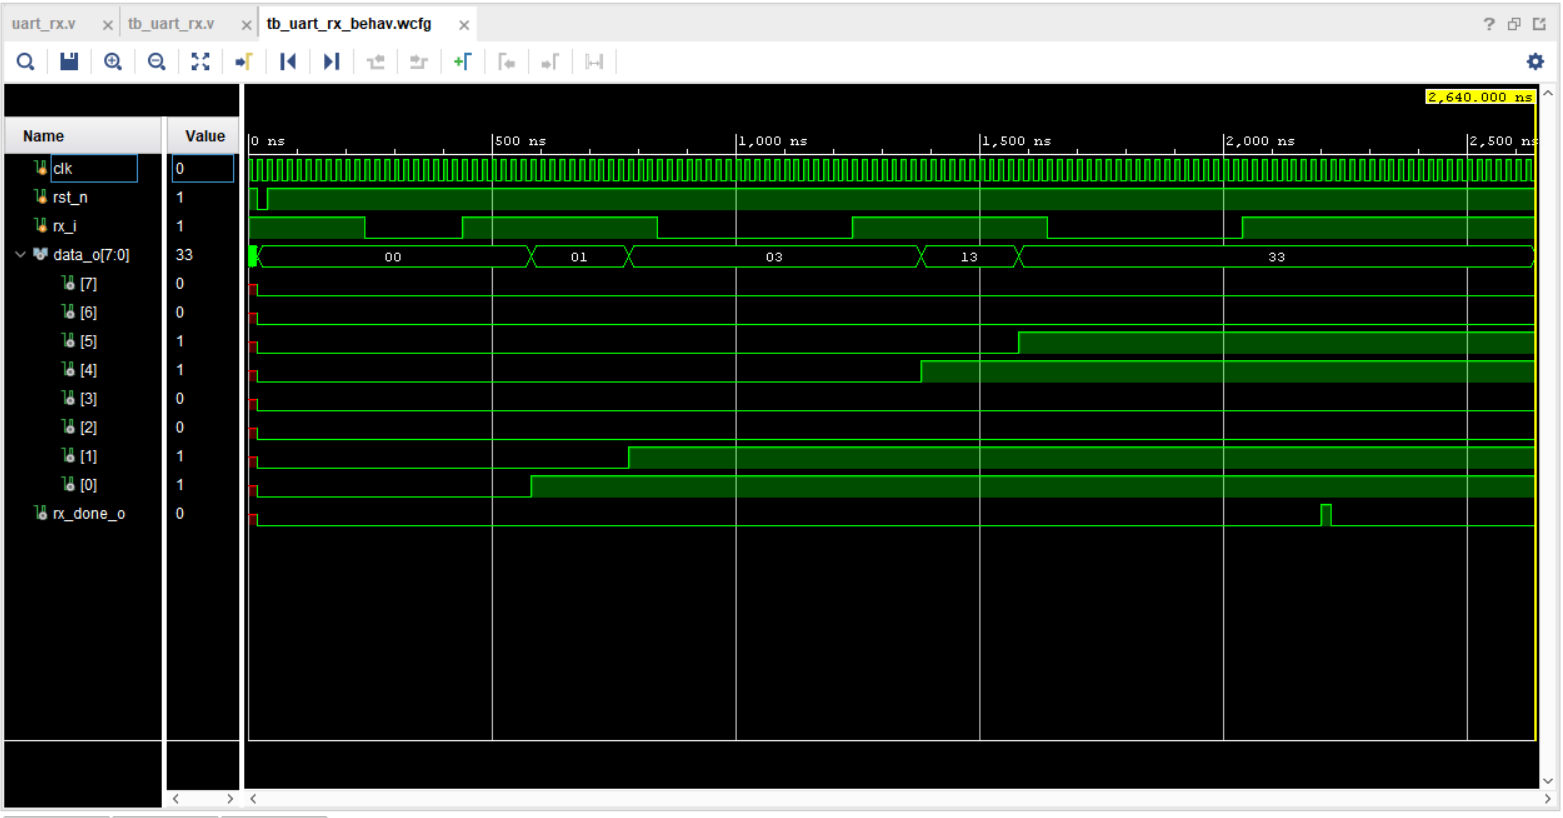 uart_rx.v × tb_uart_rx.v × tb_uart_rx_behav.wcfg ×
2,640.000 ns
Name Value
0 ns 500 ns 1,000 ns 1,500 ns 2,000 ns 2,500 ns
clk 0
rst_n 1
rx_i 1
data_o[7:0] 33 00 01 03 13 33
[7] 0
[6] 0
[5] 1
[4] 1
[3] 0
[2] 0
[1] 1
[0] 1
rx_done_o 0